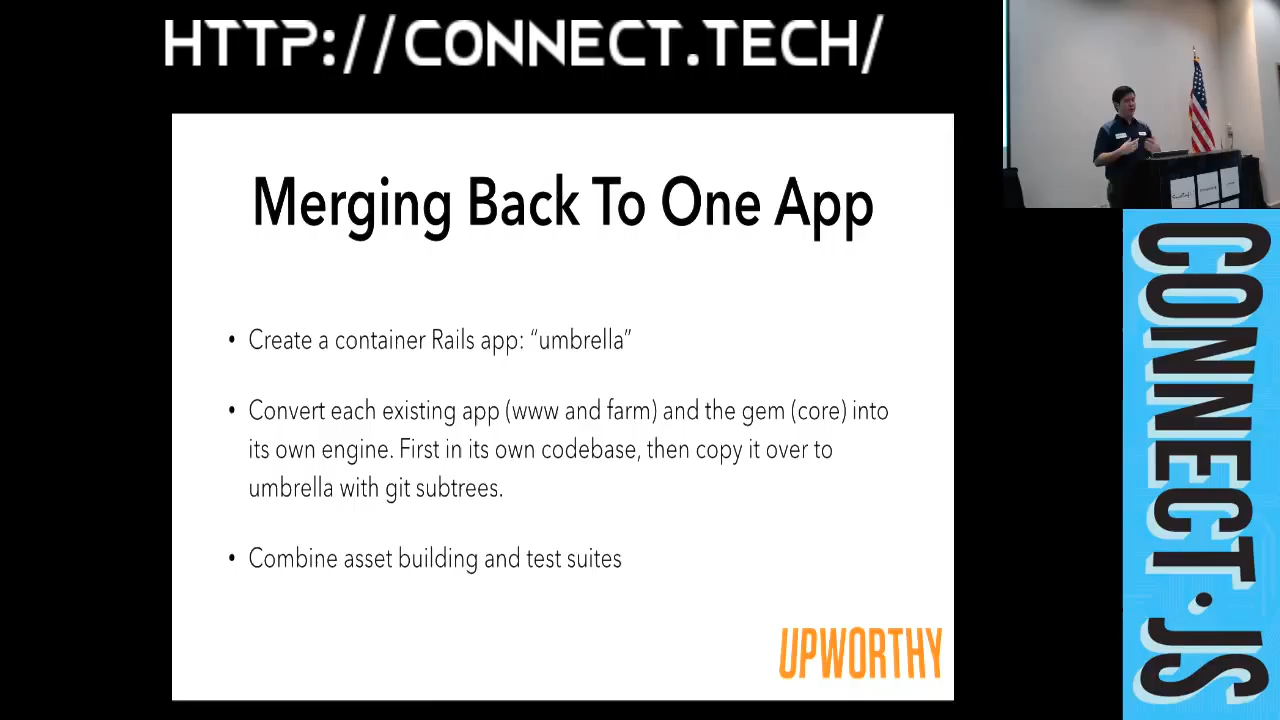 HTTP://CONNECT.TECH/
Merging Back To One App
• Create a container Rails app: “umbrella”
• Convert each existing app (www and farm) and the gem (core) into
its own engine. First in its own codebase, then copy it over to
umbrella with git subtrees.
• Combine asset building and test suites
UPWORTHY
CONNECT.JS